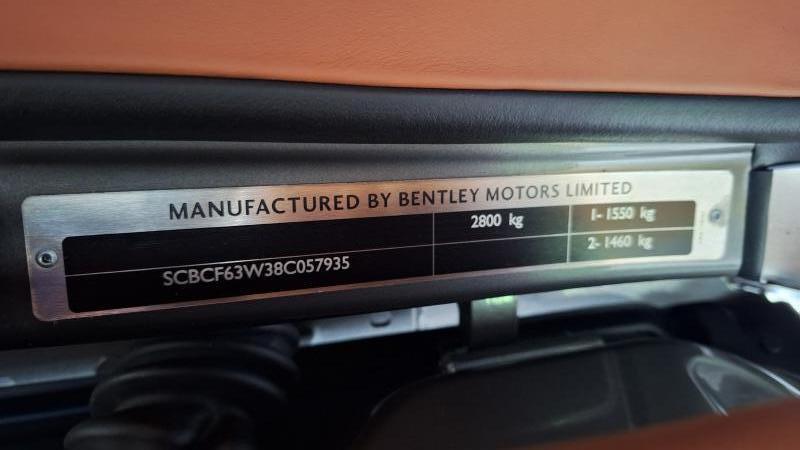 MANUFACTURED BY BENTLEY MOTORS LIMITED
2800 kg
1- 1550 kg
2- 1460 kg
SCBCF63W38C057935